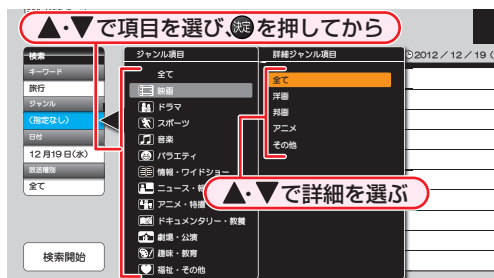 ▲・▼で項目を選び、決定を押してから
検索
キーワード
旅行
ジャンル
(指定なし)
日付
12月19日(水)
放送種別
全て
検索開始
ジャンル項目
全て
映画
ドラマ
スポーツ
音楽
バラエティ
情報・ワイドショー
ニュース・報
アニメ・特撮
ドキュメンタリー・教養
劇場・公演
趣味・教育
福祉・その他
詳細ジャンル項目
全て
洋画
邦画
アニメ
その他
▲・▼で詳細を選ぶ
2012/12/19(